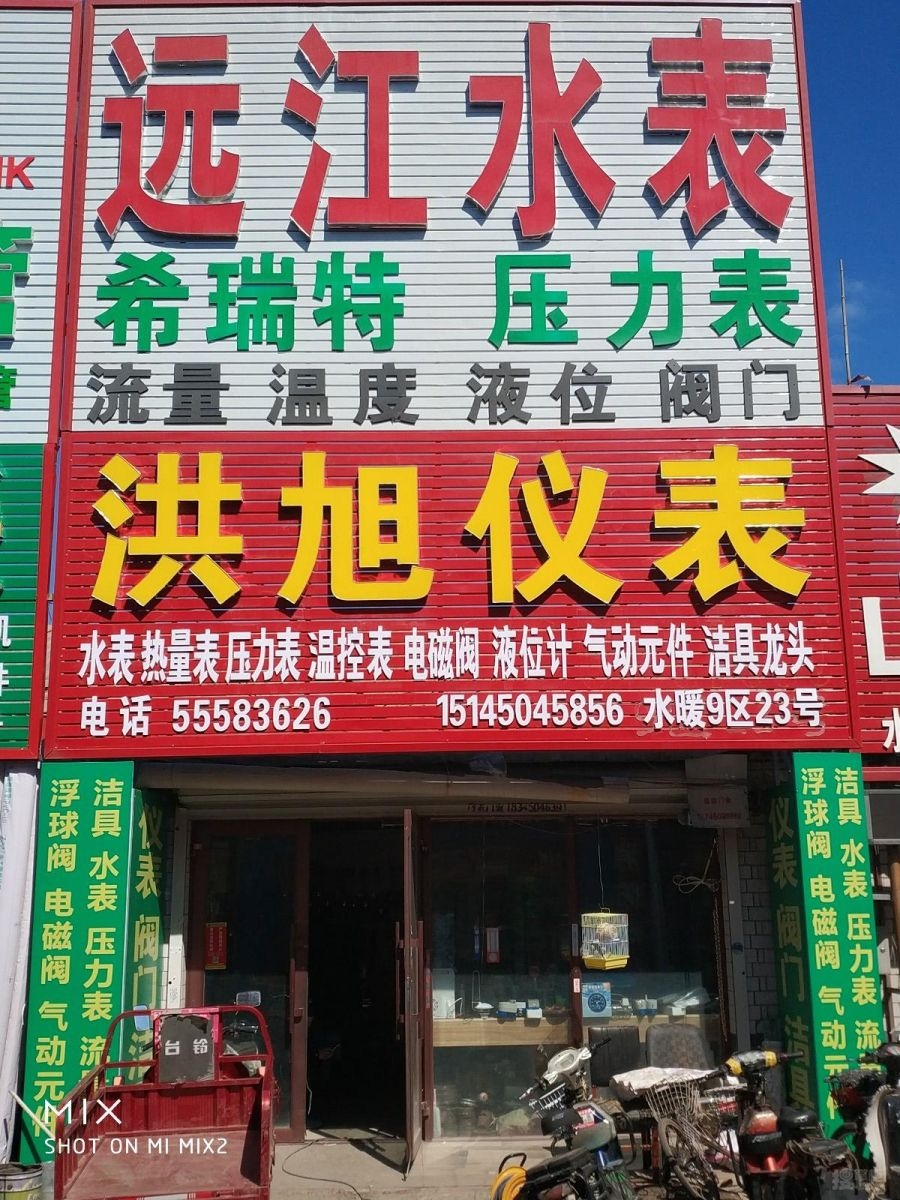 远江水表
希瑞特 压力表
流量 温度 液位 阀门
洪旭仪表
水表 热量表 压力表 温控表 电磁阀 液位计 气动元件 洁具龙头
电话 55583626 15145045856 水暖9区23号
洁具 水表 压力表 流
浮球阀 电磁阀 气动元件
仪表 阀门 洁
仪表 阀门 洁具
洁具 水表 压力表 流
浮球阀 电磁阀 气动元
台铃
MIX
SHOT ON MI MIX2